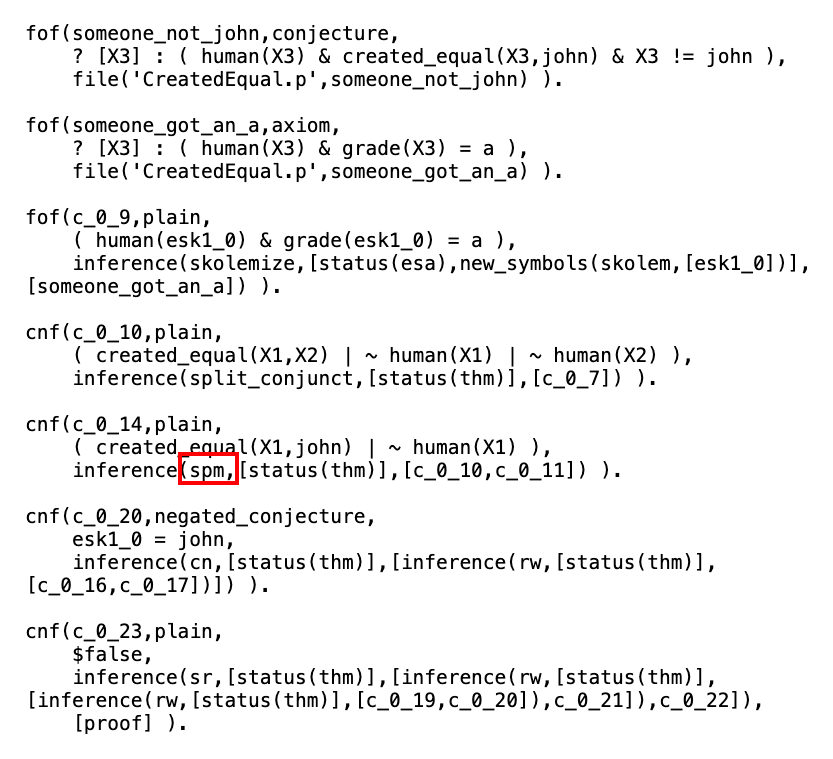 fof(someone_not_john,conjecture,
? [X3] : ( human(X3) & created_equal(X3,john) & X3 != john ),
file('CreatedEqual.p',someone_not_john) ).
fof(someone_got_an_a,axiom,
? [X3] : ( human(X3) & grade(X3) = a ),
file('CreatedEqual.p',someone_got_an_a) ).
fof(c_0_9,plain,
( human(esk1_0) & grade(esk1_0) = a ),
inference(skolemize,[status(esa),new_symbols(skolem,[esk1_0])],
[someone_got_an_a]) ).
cnf(c_0_10,plain,
( created_equal(X1,X2) | ~ human(X1) | ~ human(X2) ),
inference(split_conjunct,[status(thm)],[c_0_7]) ).
cnf(c_0_14,plain,
( created_equal(X1,john) | ~ human(X1) ),
inference(spm,[status(thm)],[c_0_10,c_0_11]) ).
cnf(c_0_20,negated_conjecture,
esk1_0 = john,
inference(cn,[status(thm)],[inference(rw,[status(thm)],
[c_0_16,c_0_17])]) ).
cnf(c_0_23,plain,
$false,
inference(sr,[status(thm)],[inference(rw,[status(thm)],
[inference(rw,[status(thm)],[c_0_19,c_0_20]),c_0_21]),c_0_22]),
[proof] ).